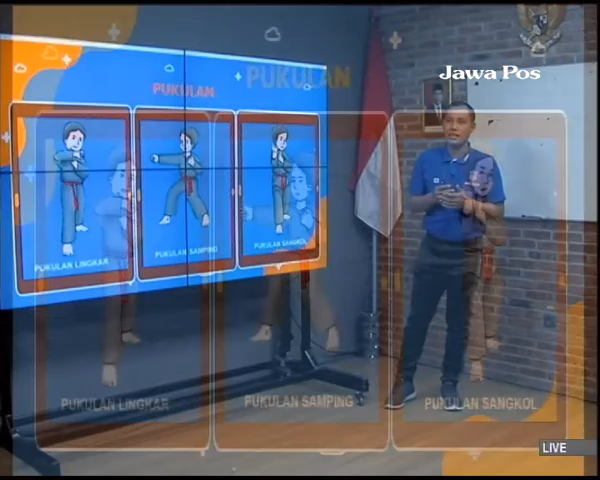 Jawa Pos
PUKULAN
PUKULAN
PUKULAN LINGKAR
PUKULAN SAMPING
PUKULAN SANGKOL
PUKULAN LINGKAR
PUKULAN SAMPING
PUKULAN SANGKOL
LIVE